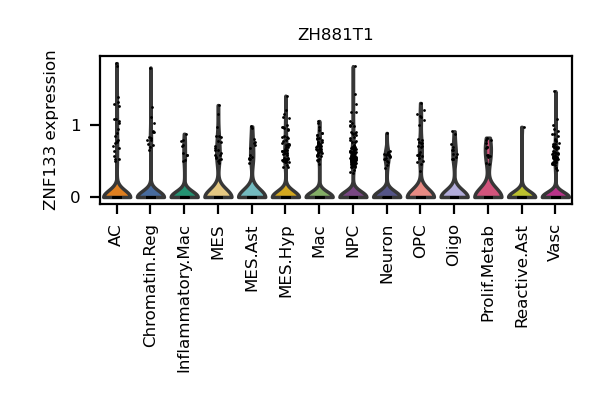 ZH881T1
ZNF133 expression
1
0
AC
Chromatin.Reg
Inflammatory.Mac
MES
MES.Ast
MES.Hyp
Mac
NPC
Neuron
OPC
Oligo
Prolif.Metab
Reactive.Ast
Vasc